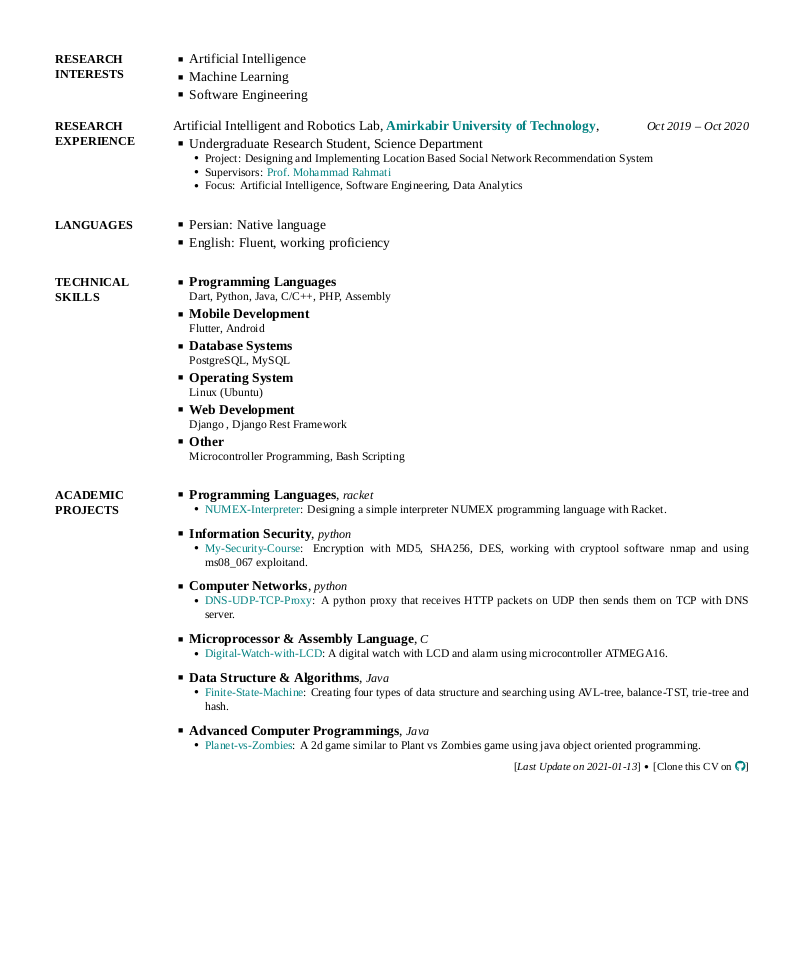 RESEARCH INTERESTS
▪ Artificial Intelligence
▪ Machine Learning
▪ Software Engineering
RESEARCH EXPERIENCE
Artificial Intelligent and Robotics Lab, Amirkabir University of Technology, Oct 2019 – Oct 2020
▪ Undergraduate Research Student, Science Department
• Project: Designing and Implementing Location Based Social Network Recommendation System
• Supervisors: Prof. Mohammad Rahmati
• Focus: Artificial Intelligence, Software Engineering, Data Analytics
LANGUAGES
▪ Persian: Native language
▪ English: Fluent, working proficiency
TECHNICAL SKILLS
▪ Programming Languages
Dart, Python, Java, C/C++, PHP, Assembly
▪ Mobile Development
Flutter, Android
▪ Database Systems
PostgreSQL, MySQL
▪ Operating System
Linux (Ubuntu)
▪ Web Development
Django , Django Rest Framework
▪ Other
Microcontroller Programming, Bash Scripting
ACADEMIC PROJECTS
▪ Programming Languages, racket
• NUMEX-Interpreter: Designing a simple interpreter NUMEX programming language with Racket.
▪ Information Security, python
• My-Security-Course: Encryption with MD5, SHA256, DES, working with cryptool software nmap and using
ms08_067 exploitand.
▪ Computer Networks, python
• DNS-UDP-TCP-Proxy: A python proxy that receives HTTP packets on UDP then sends them on TCP with DNS
server.
▪ Microprocessor & Assembly Language, C
• Digital-Watch-with-LCD: A digital watch with LCD and alarm using microcontroller ATMEGA16.
▪ Data Structure & Algorithms, Java
• Finite-State-Machine: Creating four types of data structure and searching using AVL-tree, balance-TST, trie-tree and
hash.
▪ Advanced Computer Programmings, Java
• Planet-vs-Zombies: A 2d game similar to Plant vs Zombies game using java object oriented programming.
[Last Update on 2021-01-13] • [Clone this CV on ]